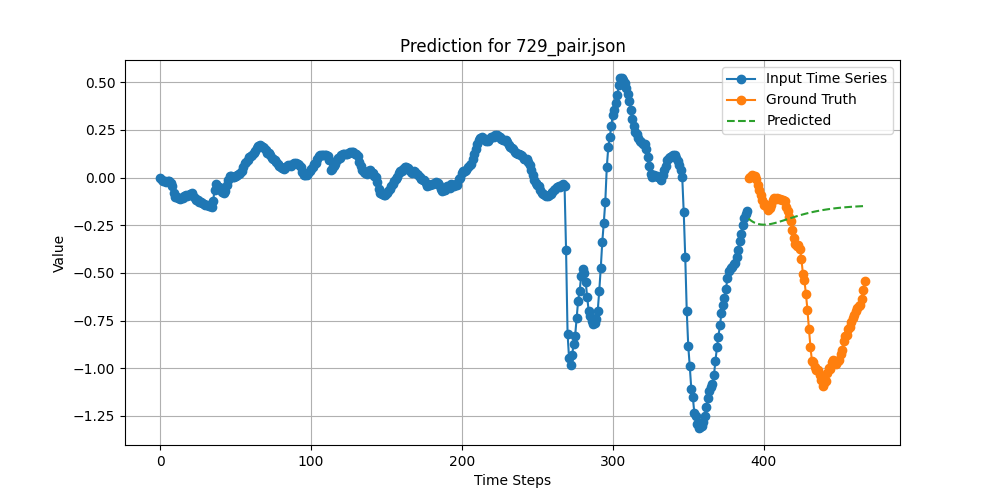 Prediction for 729_pair.json
Input Time Series
Ground Truth
Predicted
0.50
0.25
0.00
−0.25
−0.50
−0.75
−1.00
−1.25
Value
0 100 200 300 400
Time Steps